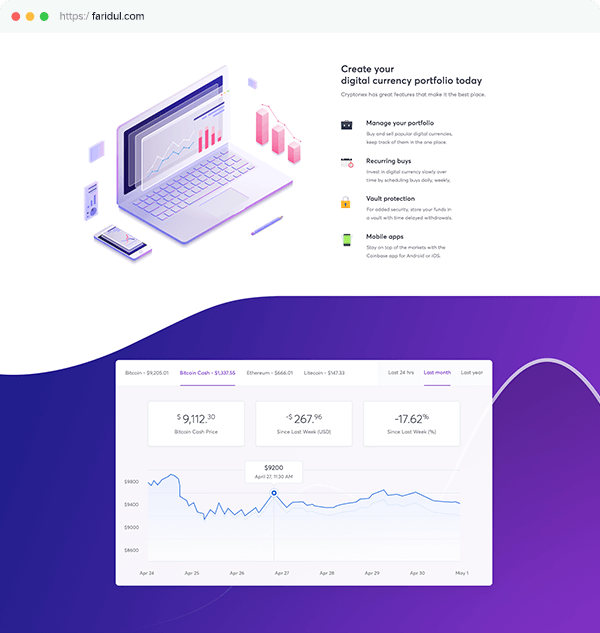 https:/ faridul.com
Create your
digital currency portfolio today
Cryptonex has great features that make it the best place.
Manage your portfolio
Buy and sell popular digital currencies,
keep track of them in the one place.
Recurring buys
Invest in digital currency slowly over
time by scheduling buys daily, weekly.
Vault protection
For added security, store your funds in
a vault with time delayed withdrawals.
Mobile apps
Stay on top of the markets with the
Coinbase app for Android or iOS.
Bitcoin - $9,205.01 Bitcoin Cash - $1,337.55 Ethereum - $666.01 Litecoin - $147.33 Last 24 hrs Last month Last year
$9,112.30 -$267.96 -17.62%
Bitcoin Cash Price Since Last Week (USD) Since Last Week (%)
$9200
April 27, 11:30 AM
$9800
$9400
$9000
$8600
Apr 24 Apr 25 Apr 26 Apr 27 Apr 28 Apr 29 Apr 30 May 1